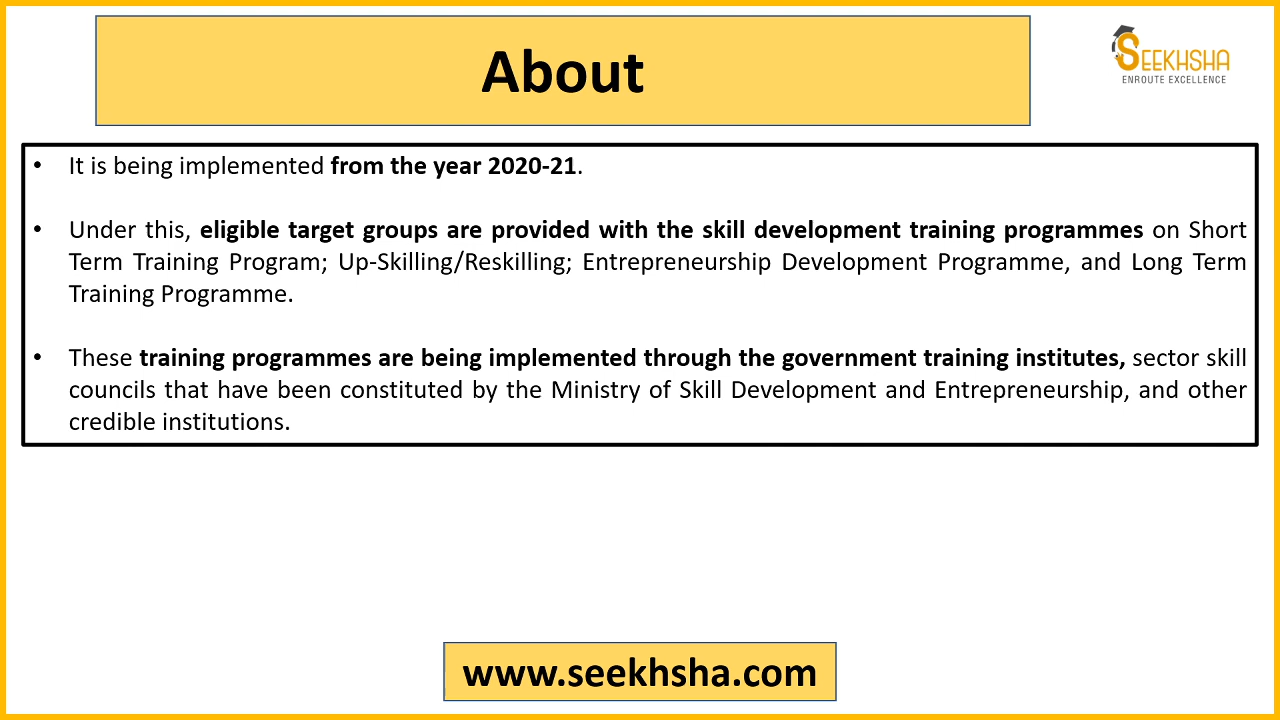 About
SEEKHSHA
ENROUTE EXCELLENCE
• It is being implemented from the year 2020-21.
• Under this, eligible target groups are provided with the skill development training programmes on Short
Term Training Program; Up-Skilling/Reskilling; Entrepreneurship Development Programme, and Long Term
Training Programme.
• These training programmes are being implemented through the government training institutes, sector skill
councils that have been constituted by the Ministry of Skill Development and Entrepreneurship, and other
credible institutions.
www.seekhsha.com